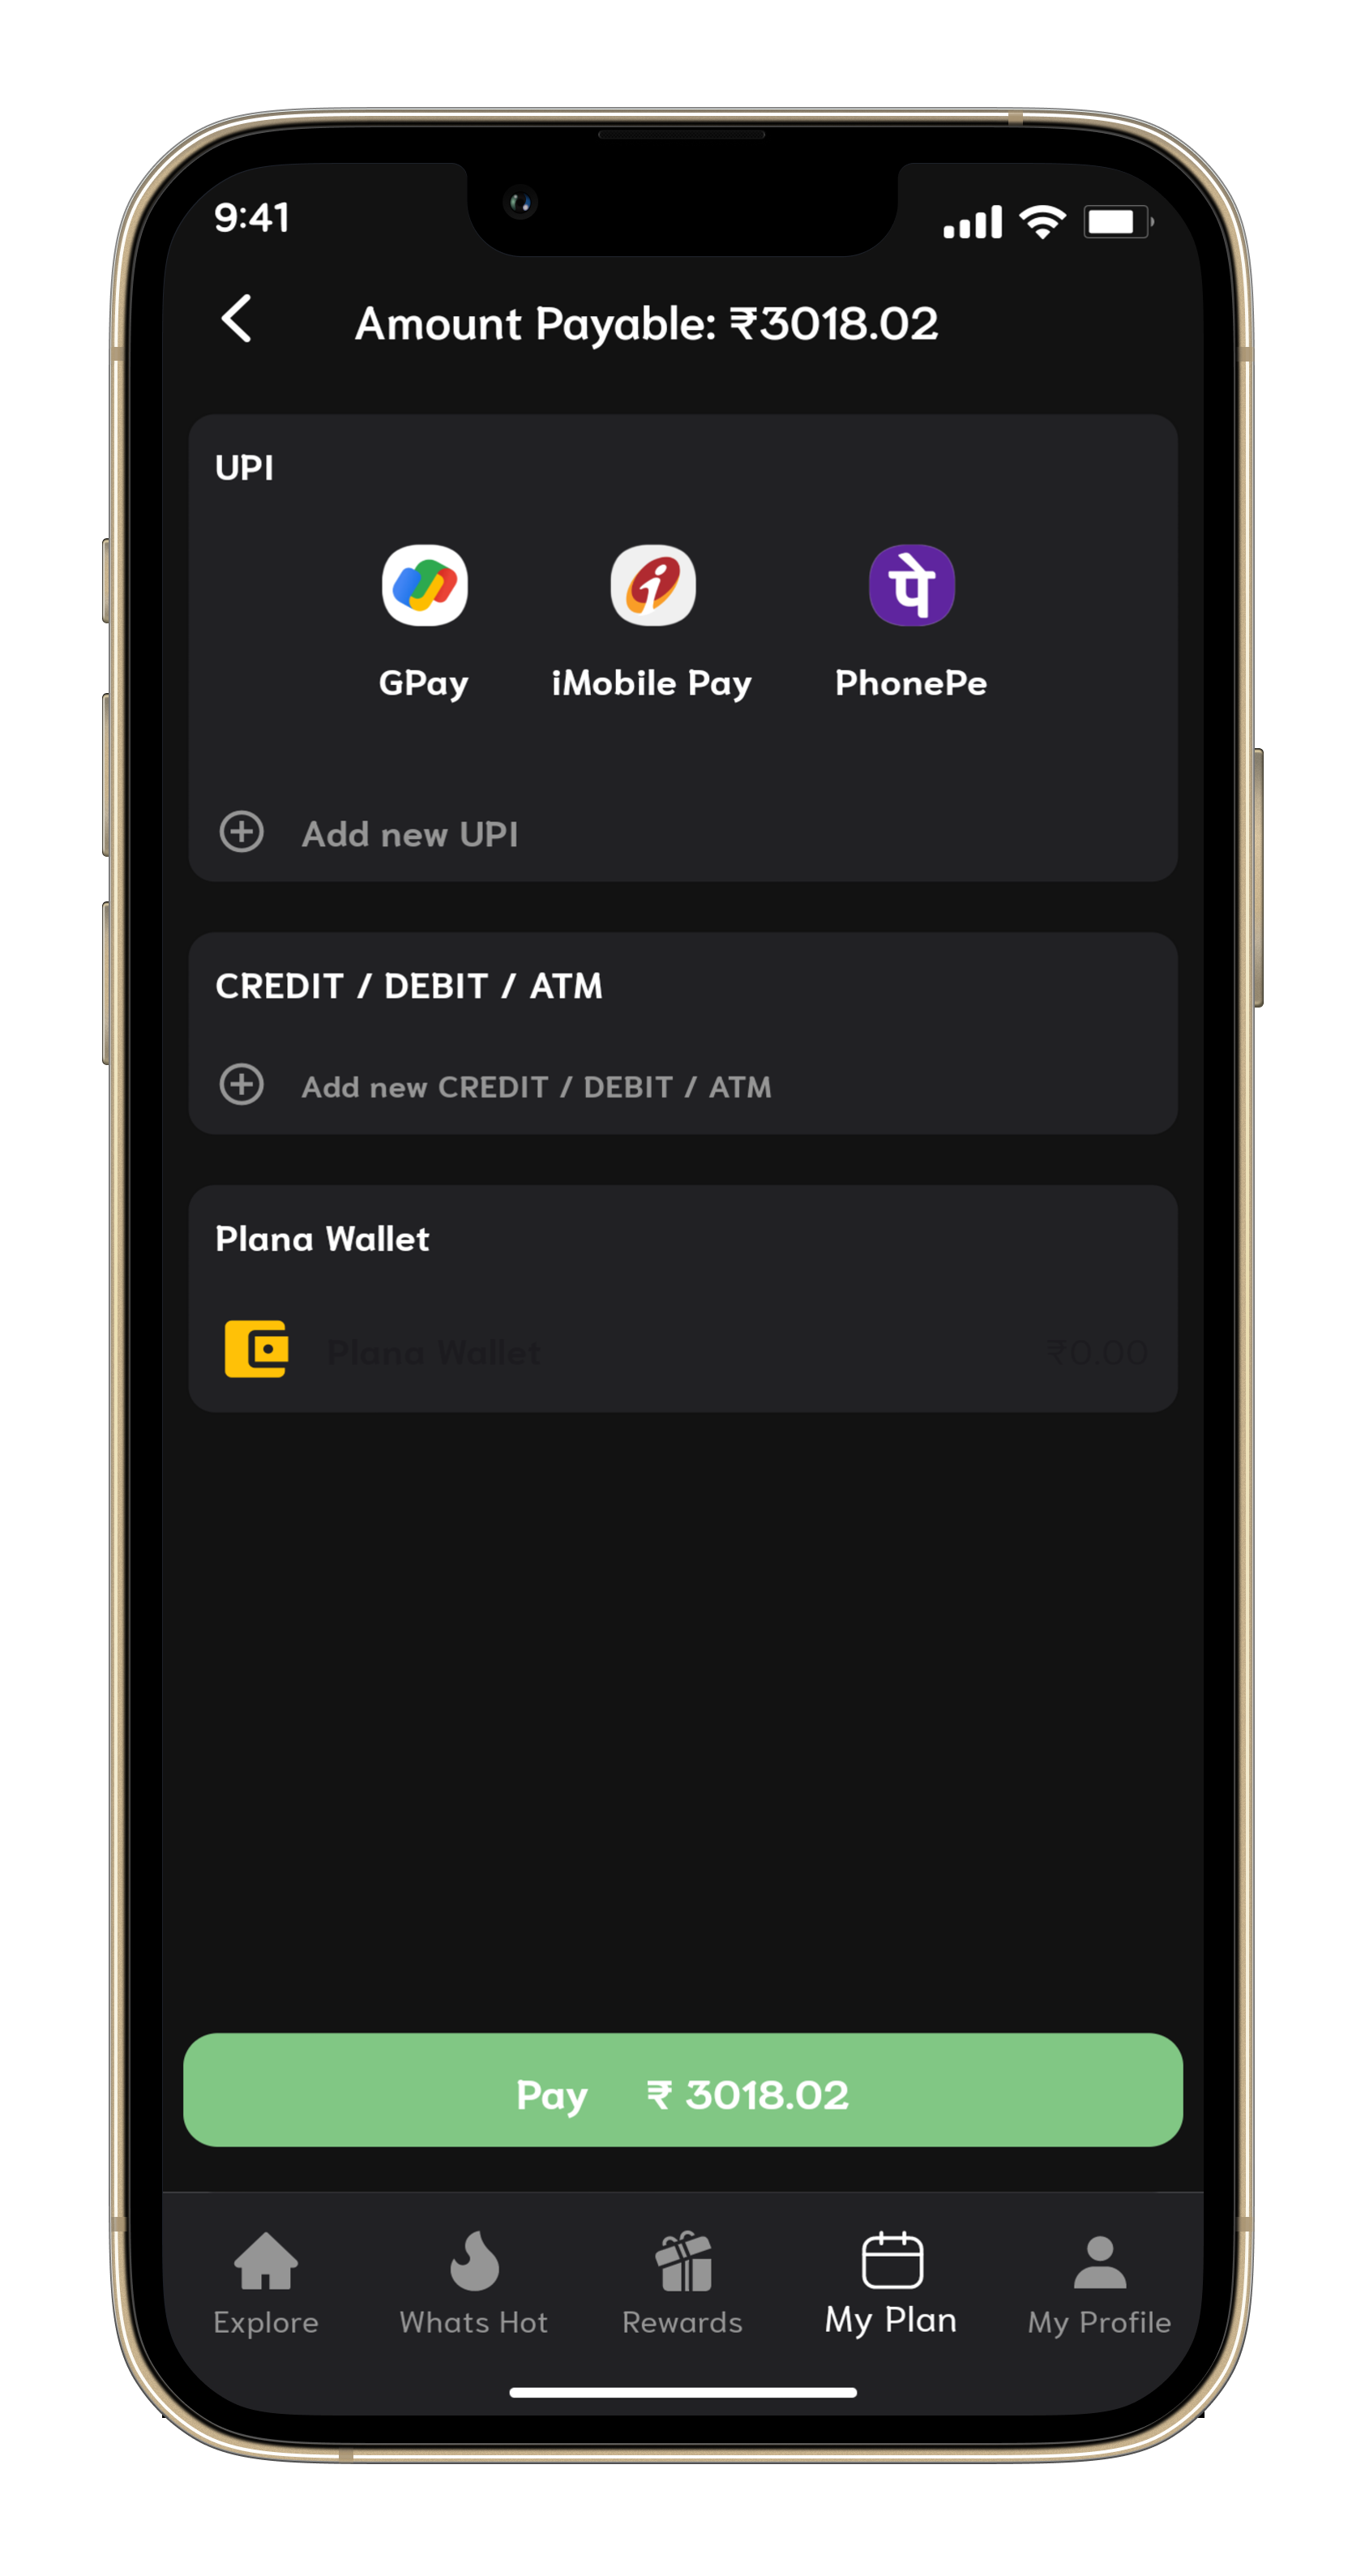 9:41
Amount Payable: ₹3018.02
UPI
पे
GPay iMobile Pay PhonePe
Add new UPI
CREDIT / DEBIT / ATM
Add new CREDIT / DEBIT / ATM
Plana Wallet
Plana Wallet ₹0.00
Pay ₹ 3018.02
Explore Whats Hot Rewards My Plan My Profile